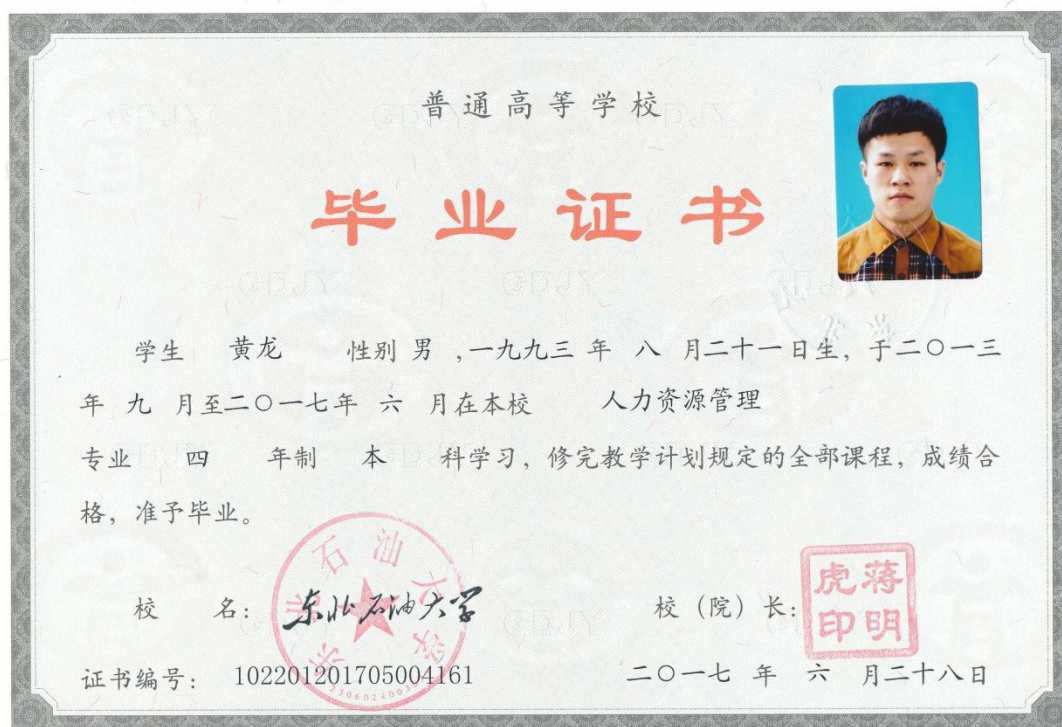 普通高等学校
毕业证书
学生 黄龙 性别 男 ,一九九三 年 八 月二十一日生，于二〇一三
年 九 月至二〇一七年 六 月在本校 人力资源管理
专业 四 年制 本 科学习，修完教学计划规定的全部课程，成绩合
格，准予毕业。
校 名：东北石油大学
东北石油大学
校（院）长：
蒋明虎印
证书编号： 102201201705004161
二〇一七 年 六 月二十八日